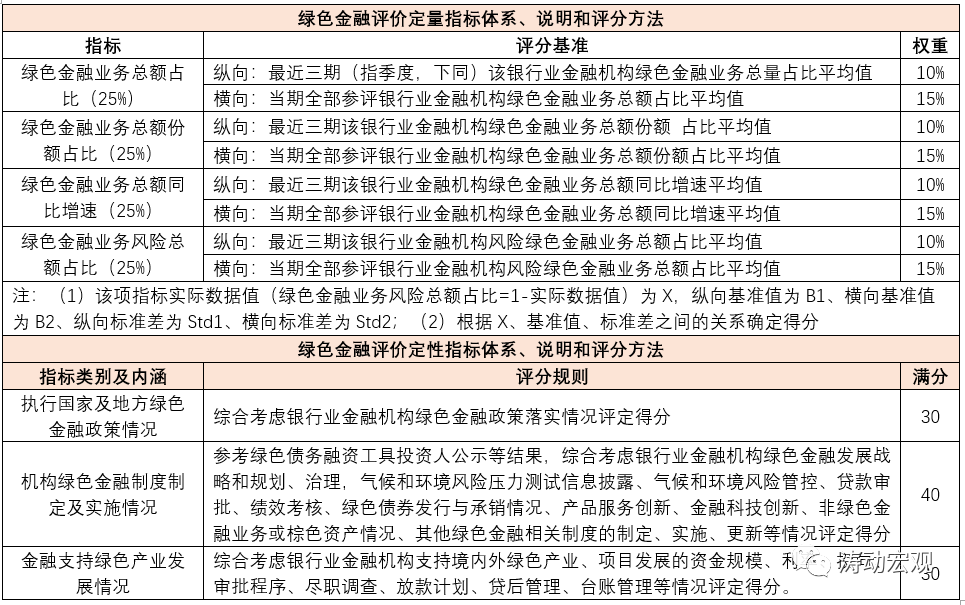 绿色金融评价定量指标体系、说明和评分方法
指标 评分基准 权重
绿色金融业务总额占
比（25%）
纵向：最近三期（指季度，下同）该银行业金融机构绿色金融业务总量占比平均值 10%
横向：当期全部参评银行业金融机构绿色金融业务总额占比平均值 15%
绿色金融业务总额份
额占比（25%）
纵向：最近三期该银行业金融机构绿色金融业务总额份额 占比平均值 10%
横向：当期全部参评银行业金融机构绿色金融业务总额份额占比平均值 15%
绿色金融业务总额同
比增速（25%）
纵向：最近三期该银行业金融机构绿色金融业务总额同比增速平均值 10%
横向：当期全部参评银行业金融机构绿色金融业务总额同比增速平均值 15%
绿色金融业务风险总
额占比（25%）
纵向：最近三期该银行业金融机构风险绿色金融业务总额占比平均值 10%
横向：当期全部参评银行业金融机构风险绿色金融业务总额占比平均值 15%
注：（1）该项指标实际数据值（绿色金融业务风险总额占比=1-实际数据值）为 X，纵向基准值为 B1、横向基准值
为 B2、纵向标准差为 Std1、横向标准差为 Std2；（2）根据 X、基准值、标准差之间的关系确定得分
绿色金融评价定性指标体系、说明和评分方法
指标类别及内涵 评分规则 满分
执行国家及地方绿色
金融政策情况
综合考虑银行业金融机构绿色金融政策落实情况评定得分 30
机构绿色金融制度制
定及实施情况
参考绿色债务融资工具投资人公示等结果，综合考虑银行业金融机构绿色金融发展战
略和规划、治理，气候和环境风险压力测试信息披露、气候和环境风险管控、贷款审
批、绩效考核、绿色债券发行与承销情况、产品服务创新、金融科技创新、非绿色金
融业务或棕色资产情况、其他绿色金融相关制度的制定、实施、更新等情况评定得分 40
金融支持绿色产业发
展情况
综合考虑银行业金融机构支持境内外绿色产业、项目发展的资金规模、利
审批程序、尽职调查、放款计划、贷后管理、台账管理等情况评定得分。 30
涛动宏观